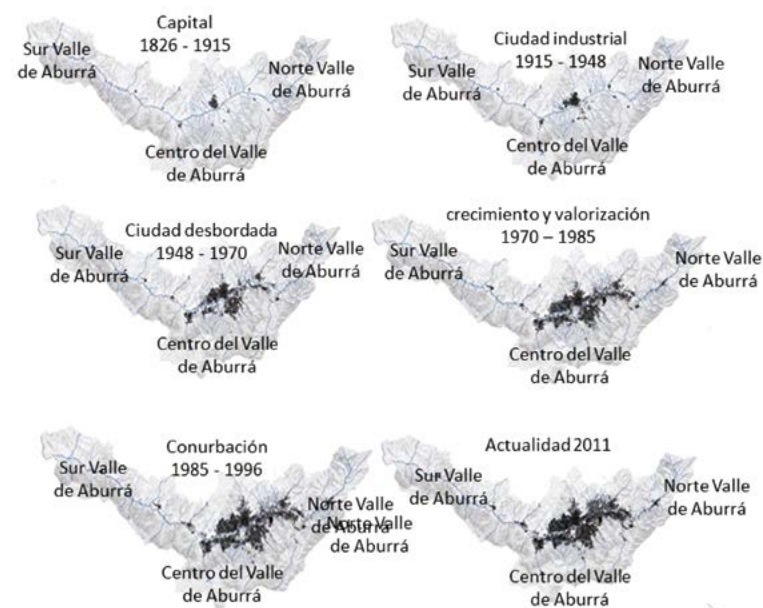 Capital
1826 - 1915
Sur Valle
de Aburrá
Norte Valle
de Aburrá
Centro del Valle
de Aburrá
Ciudad industrial
1915 - 1948
Sur Valle
de Aburrá
Norte Valle
de Aburrá
Centro del Valle
de Aburrá
Ciudad desbordada
1948 - 1970
Sur Valle
de Aburrá
Norte Valle
de Aburrá
Centro del Valle
de Aburrá
crecimiento y valorización
1970 – 1985
Sur Valle
de Aburrá
Norte Valle
de Aburrá
Centro del Valle
de Aburrá
Conurbación
1985 - 1996
Sur Valle
de Aburrá
Norte Valle
de Aburrá
Norte Valle
de Aburrá
Centro del Valle
de Aburrá
Actualidad 2011
Sur Valle
de Aburrá
Norte Valle
de Aburrá
Centro del Valle
de Aburrá